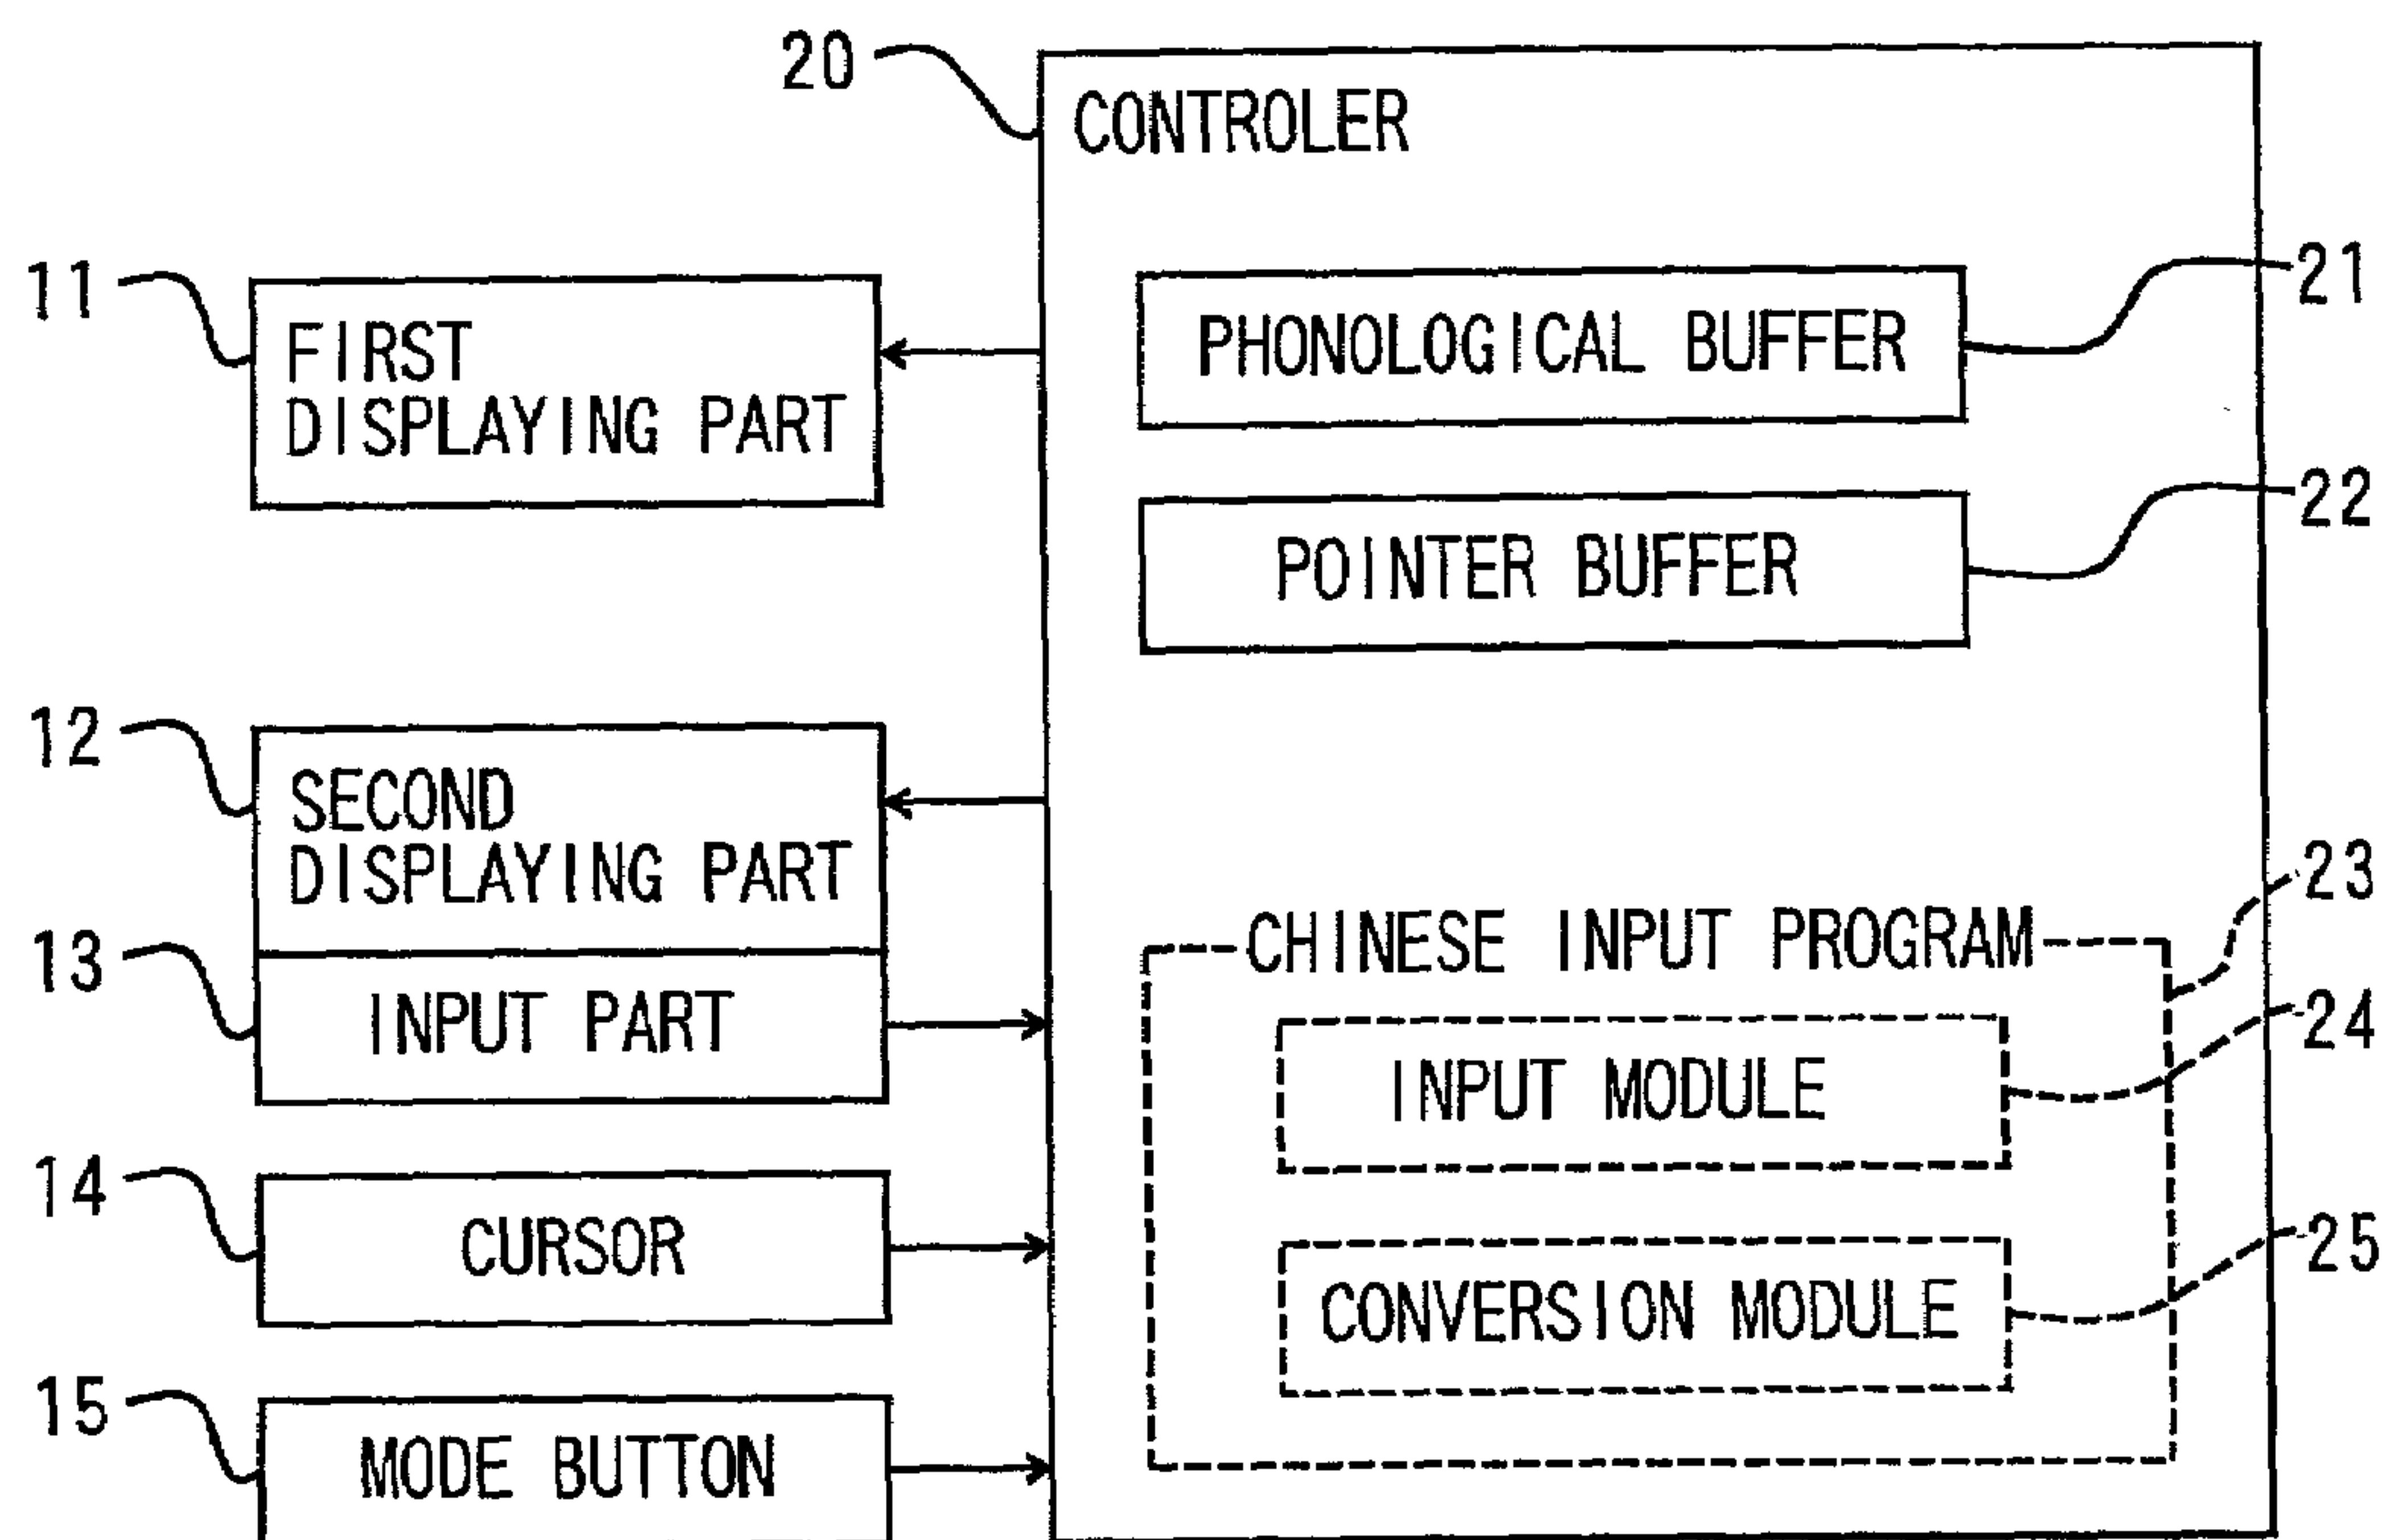 20
CONTROLER
11
FIRST
DISPLAYING PART
PHONOLOGICAL BUFFER
21
POINTER BUFFER
22
12
SECOND
DISPLAYING PART
13
INPUT PART
CHINESE INPUT PROGRAM
23
INPUT MODULE
24
14
CURSOR
CONVERSION MODULE
25
15
MODE BUTTON